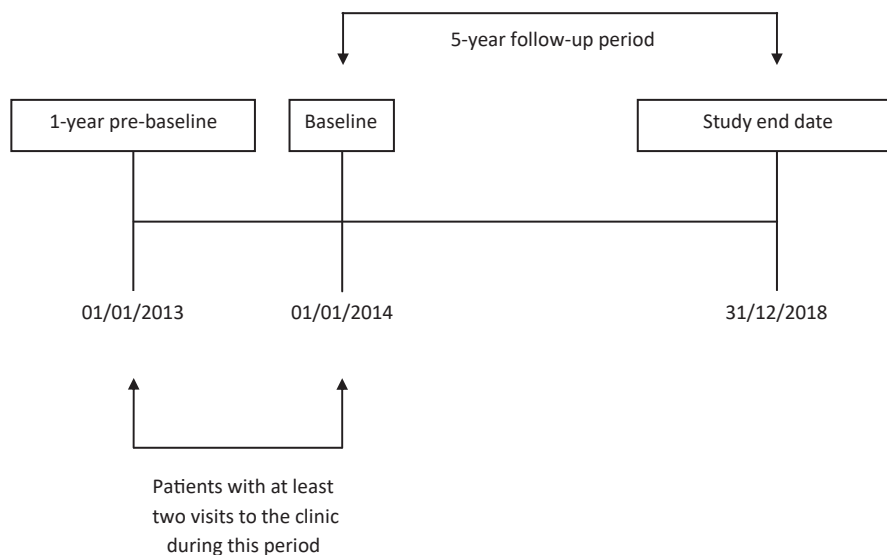 5-year follow-up period
1-year pre-baseline
Baseline
Study end date
01/01/2013
01/01/2014
31/12/2018
Patients with at least
two visits to the clinic
during this period